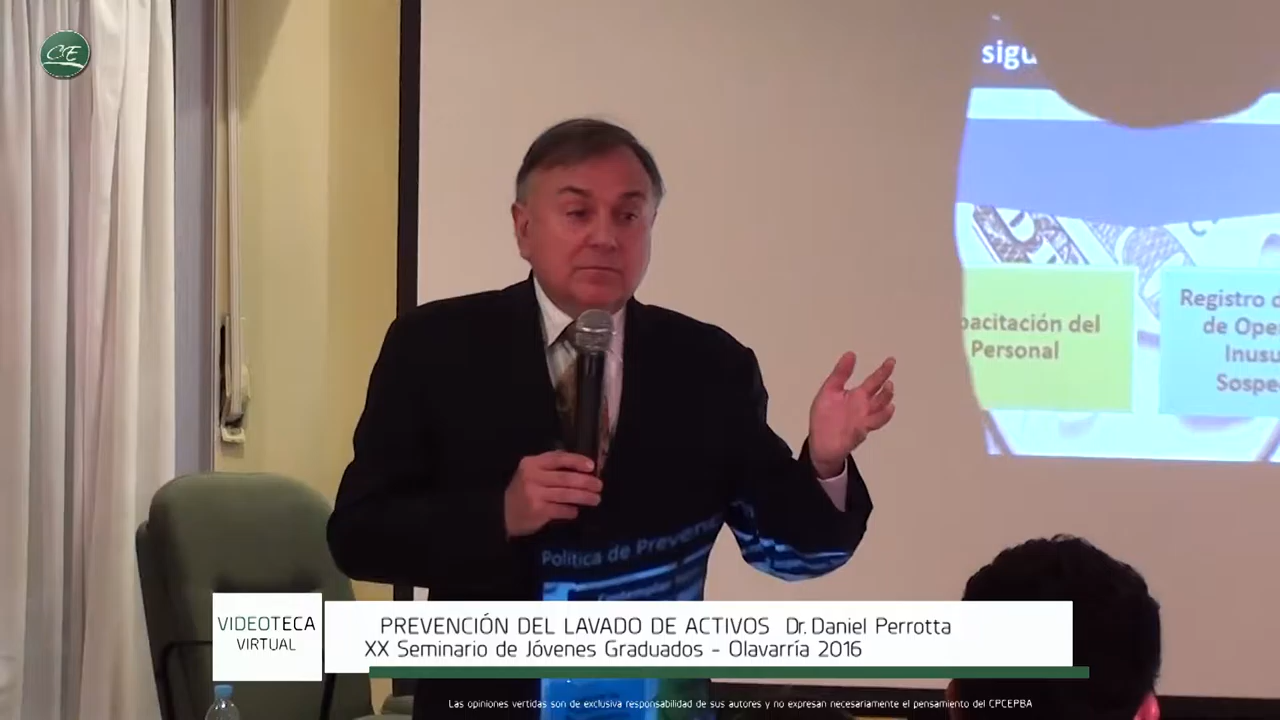 CE
sigu
pacitación del
Personal
Registro d
de Ope
Inusu
Sospe
Política de Preven
VIDEOTECA
VIRTUAL
PREVENCIÓN DEL LAVADO DE ACTIVOS Dr. Daniel Perrotta
XX Seminario de Jóvenes Graduados - Olavarría 2016
Las opiniones vertidas son de exclusiva responsabilidad de sus autores y no expresan necesariamente el pensamiento del CPCEPBA